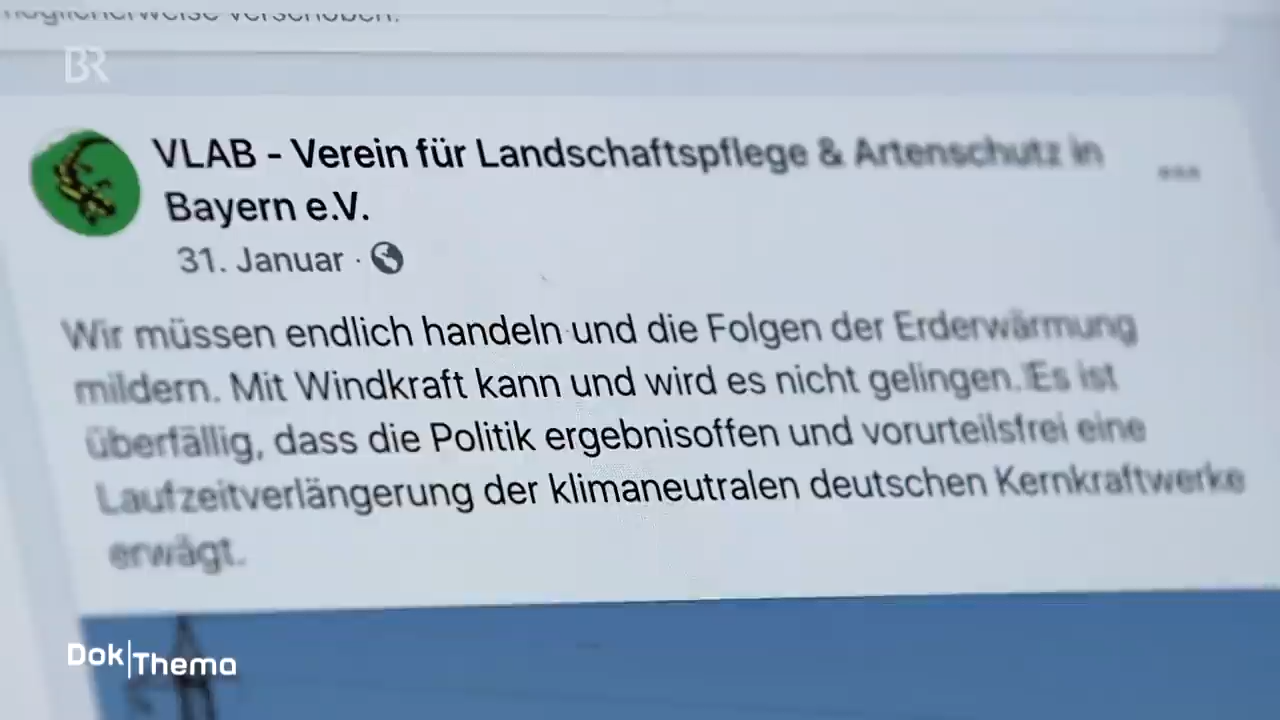 möglicherweise verschoben.
BR
VLAB - Verein für Landschaftspflege & Artenschutz in
Bayern e.V.
31. Januar ·
Wir müssen endlich handeln und die Folgen der Erderwärmung
mildern. Mit Windkraft kann und wird es nicht gelingen. Es ist
überfällig, dass die Politik ergebnisoffen und vorurteilsfrei eine
Laufzeitverlängerung der klimaneutralen deutschen Kernkraftwerke
erwägt.
Dok|Thema